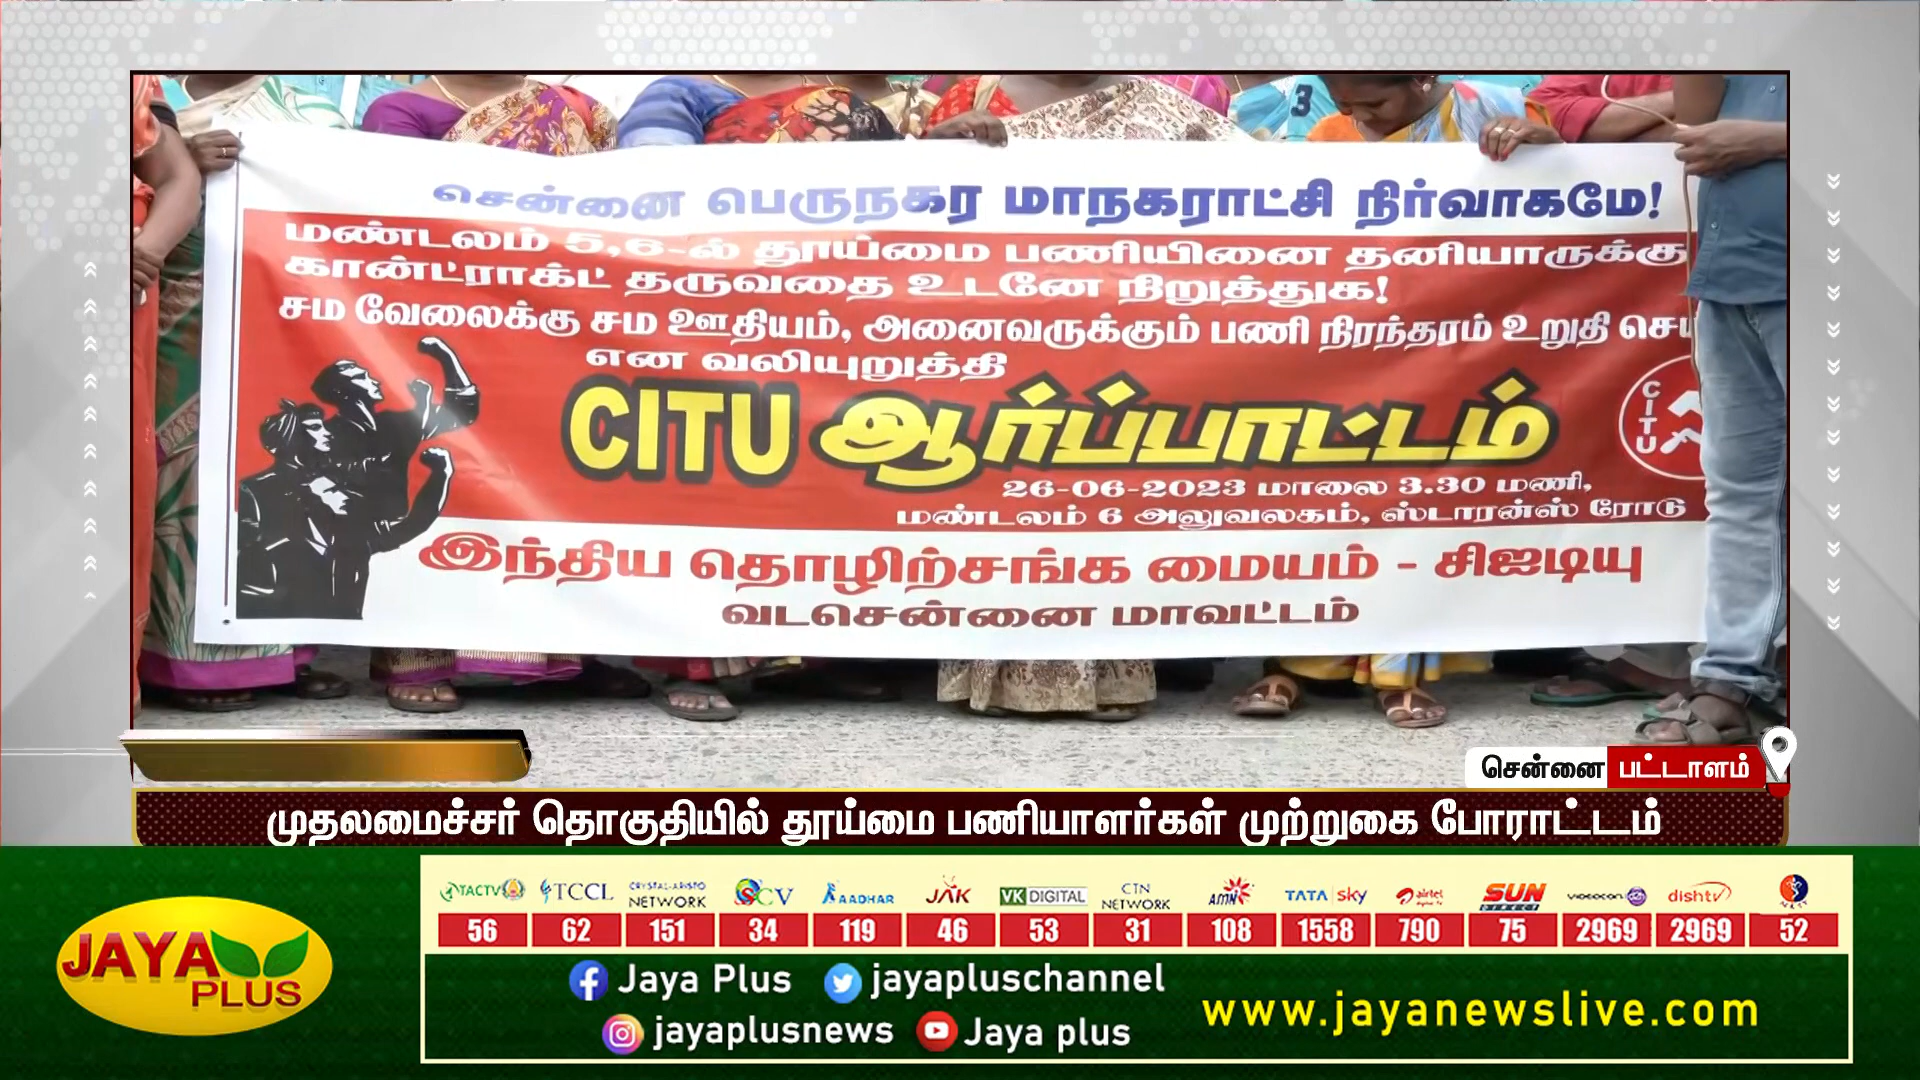 3
சென்னை பெருநகர மாநகராட்சி நிர்வாகமே!
மண்டலம் 5,6-ல் தூய்மை பணியினை தனியாருக்கு
கான்ட்ராக்ட் தருவதை உடனே நிறுத்துக!
சம வேலைக்கு சம ஊதியம், அனைவருக்கும் பணி நிரந்தரம் உறுதி செய
என வலியுறுத்தி
CITU ஆர்ப்பாட்டம்
CITU
26-06-2023 மாலை 3.30 மணி,
மண்டலம் 6 அலுவலகம், ஸ்டாரன்ஸ் ரோடு
இந்திய தொழிற்சங்க மையம் - சிஐடியு
வடசென்னை மாவட்டம்
சென்னை பட்டாளம்
முதலமைச்சர் தொகுதியில் தூய்மை பணியாளர்கள் முற்றுகை போராட்டம்
JAYA PLUS
TACTV TCCL CRYSTAL-ARISTO NETWORK SCV AADHAR JAK VK DIGITAL CTN NETWORK AMN TATA sky airtel SUN DIRECT VIDEOCON dishtv
56 62 151 34 119 46 53 31 108 1558 790 75 2969 2969 52
Jaya Plus jayapluschannel
jayaplusnews Jaya plus
www.jayanewslive.com